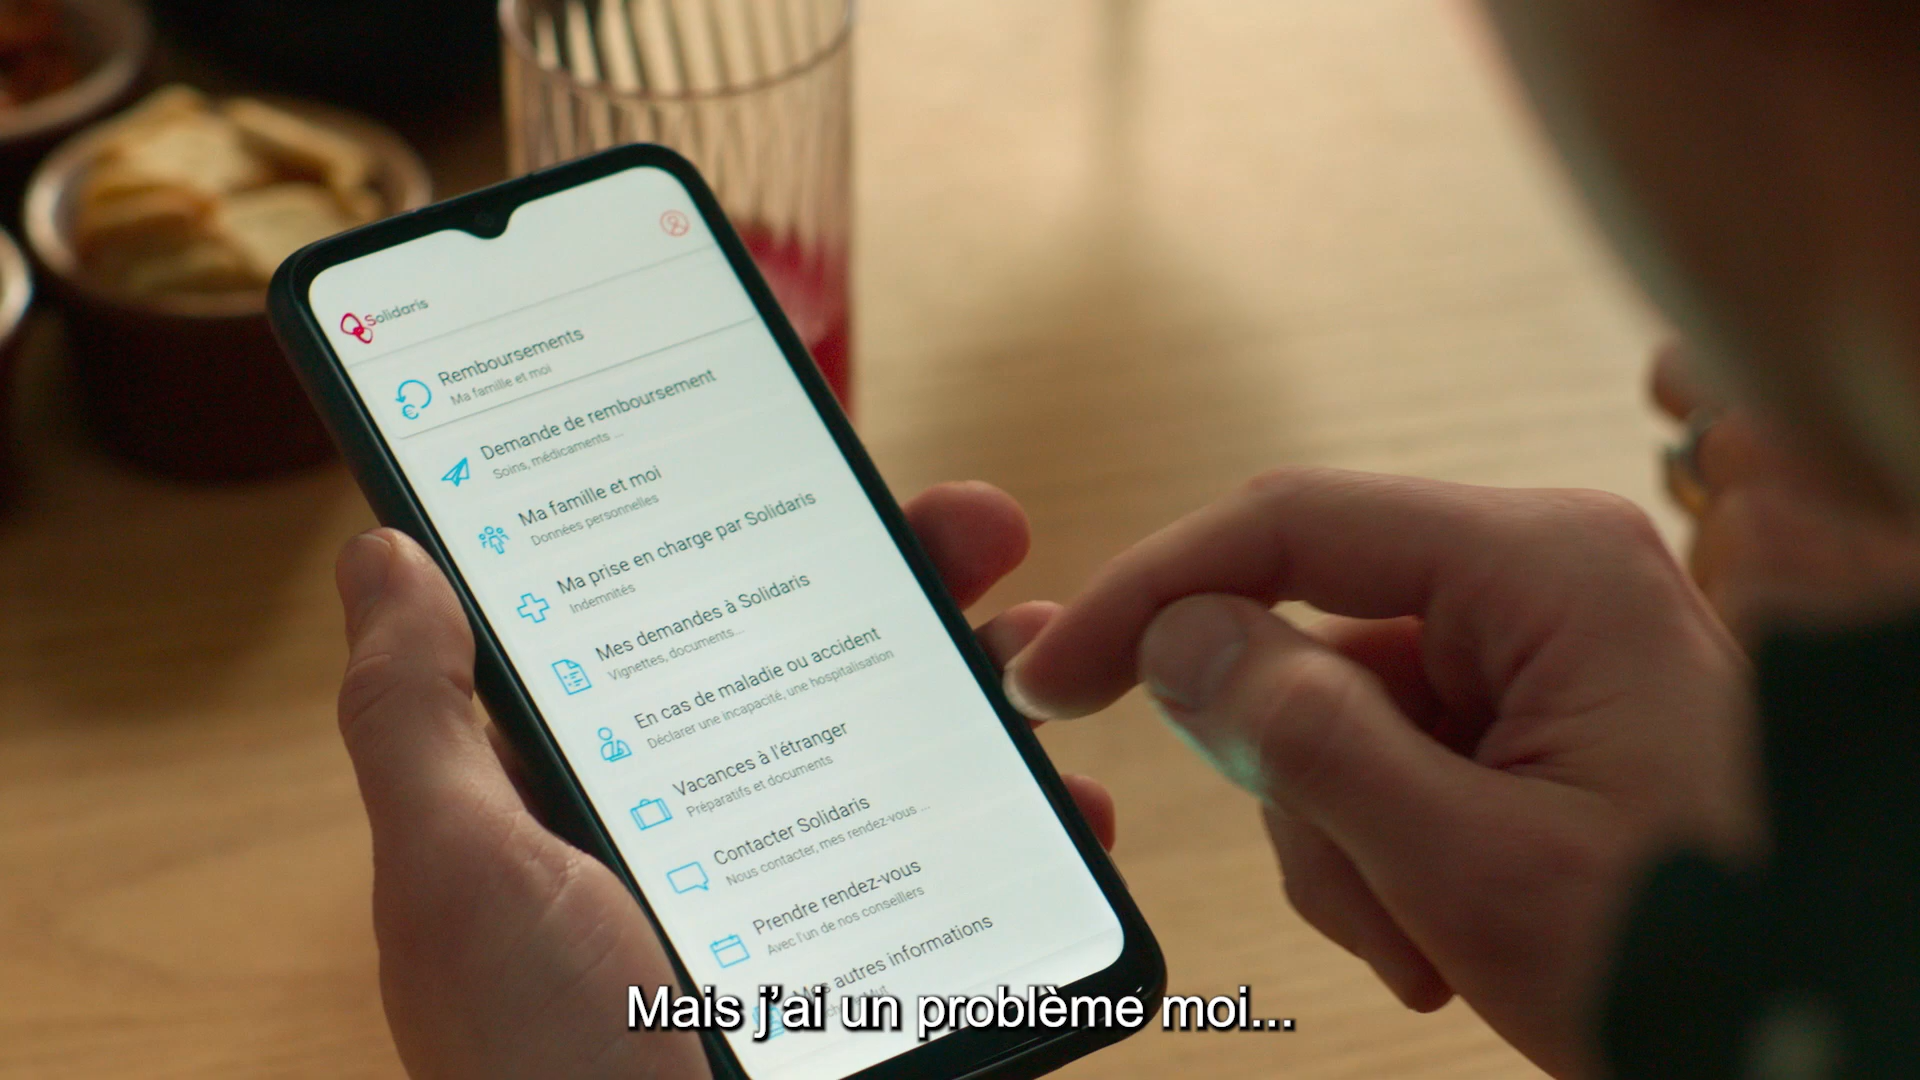 Solidaris
Remboursements
Ma famille et moi
Demande de remboursement
Soins, médicaments ...
Ma famille et moi
Données personnelles
Ma prise en charge par Solidaris
Indemnités
Mes demandes à Solidaris
Vignettes, documents...
En cas de maladie ou accident
Déclarer une incapacité, une hospitalisation
Vacances à l'étranger
Préparatifs et documents
Contacter Solidaris
Nous contacter, mes rendez-vous ...
Prendre rendez-vous
Avec l'un de nos conseillers
Mes autres informations
Mais j'ai un problème moi...